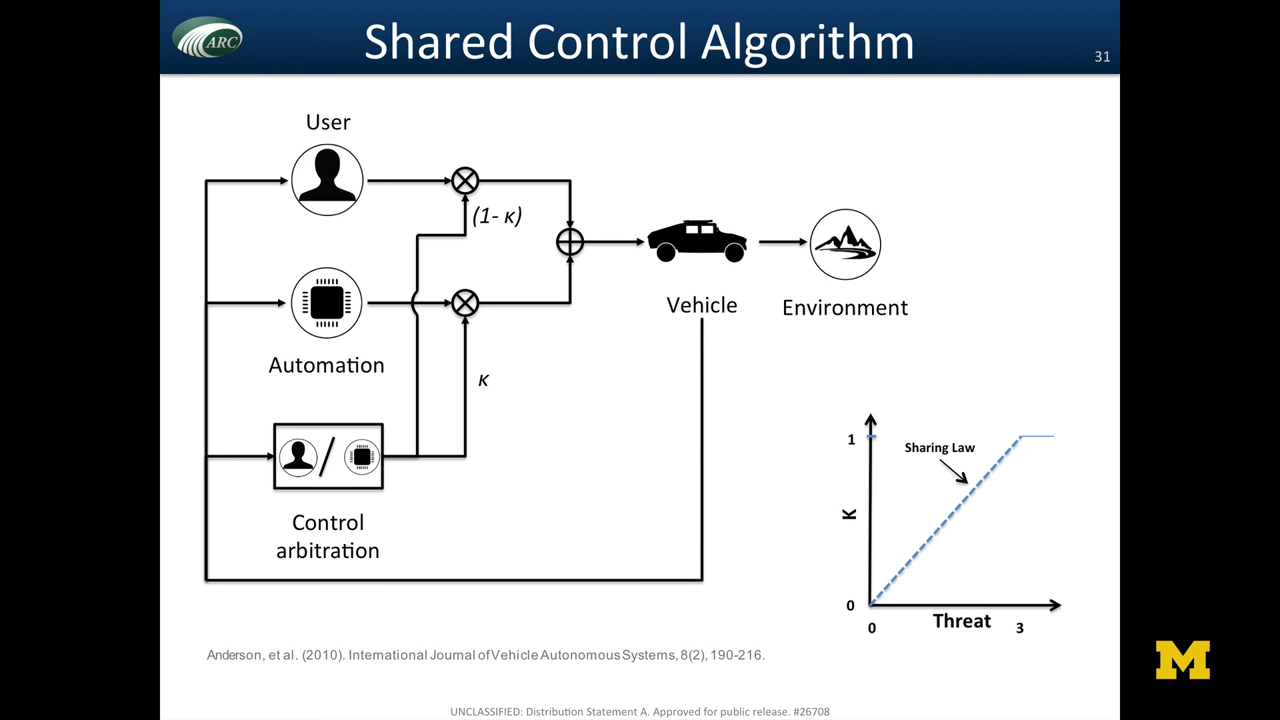 ARC
Shared Control Algorithm
31
User
(1- κ)
Automation
κ
Control
arbitration
Vehicle
Environment
1
Sharing Law
K
0
0
Threat
3
Anderson, et al. (2010). International Journal of Vehicle Autonomous Systems, 8(2), 190-216.
M
UNCLASSIFIED: Distribution Statement A. Approved for public release. #26708